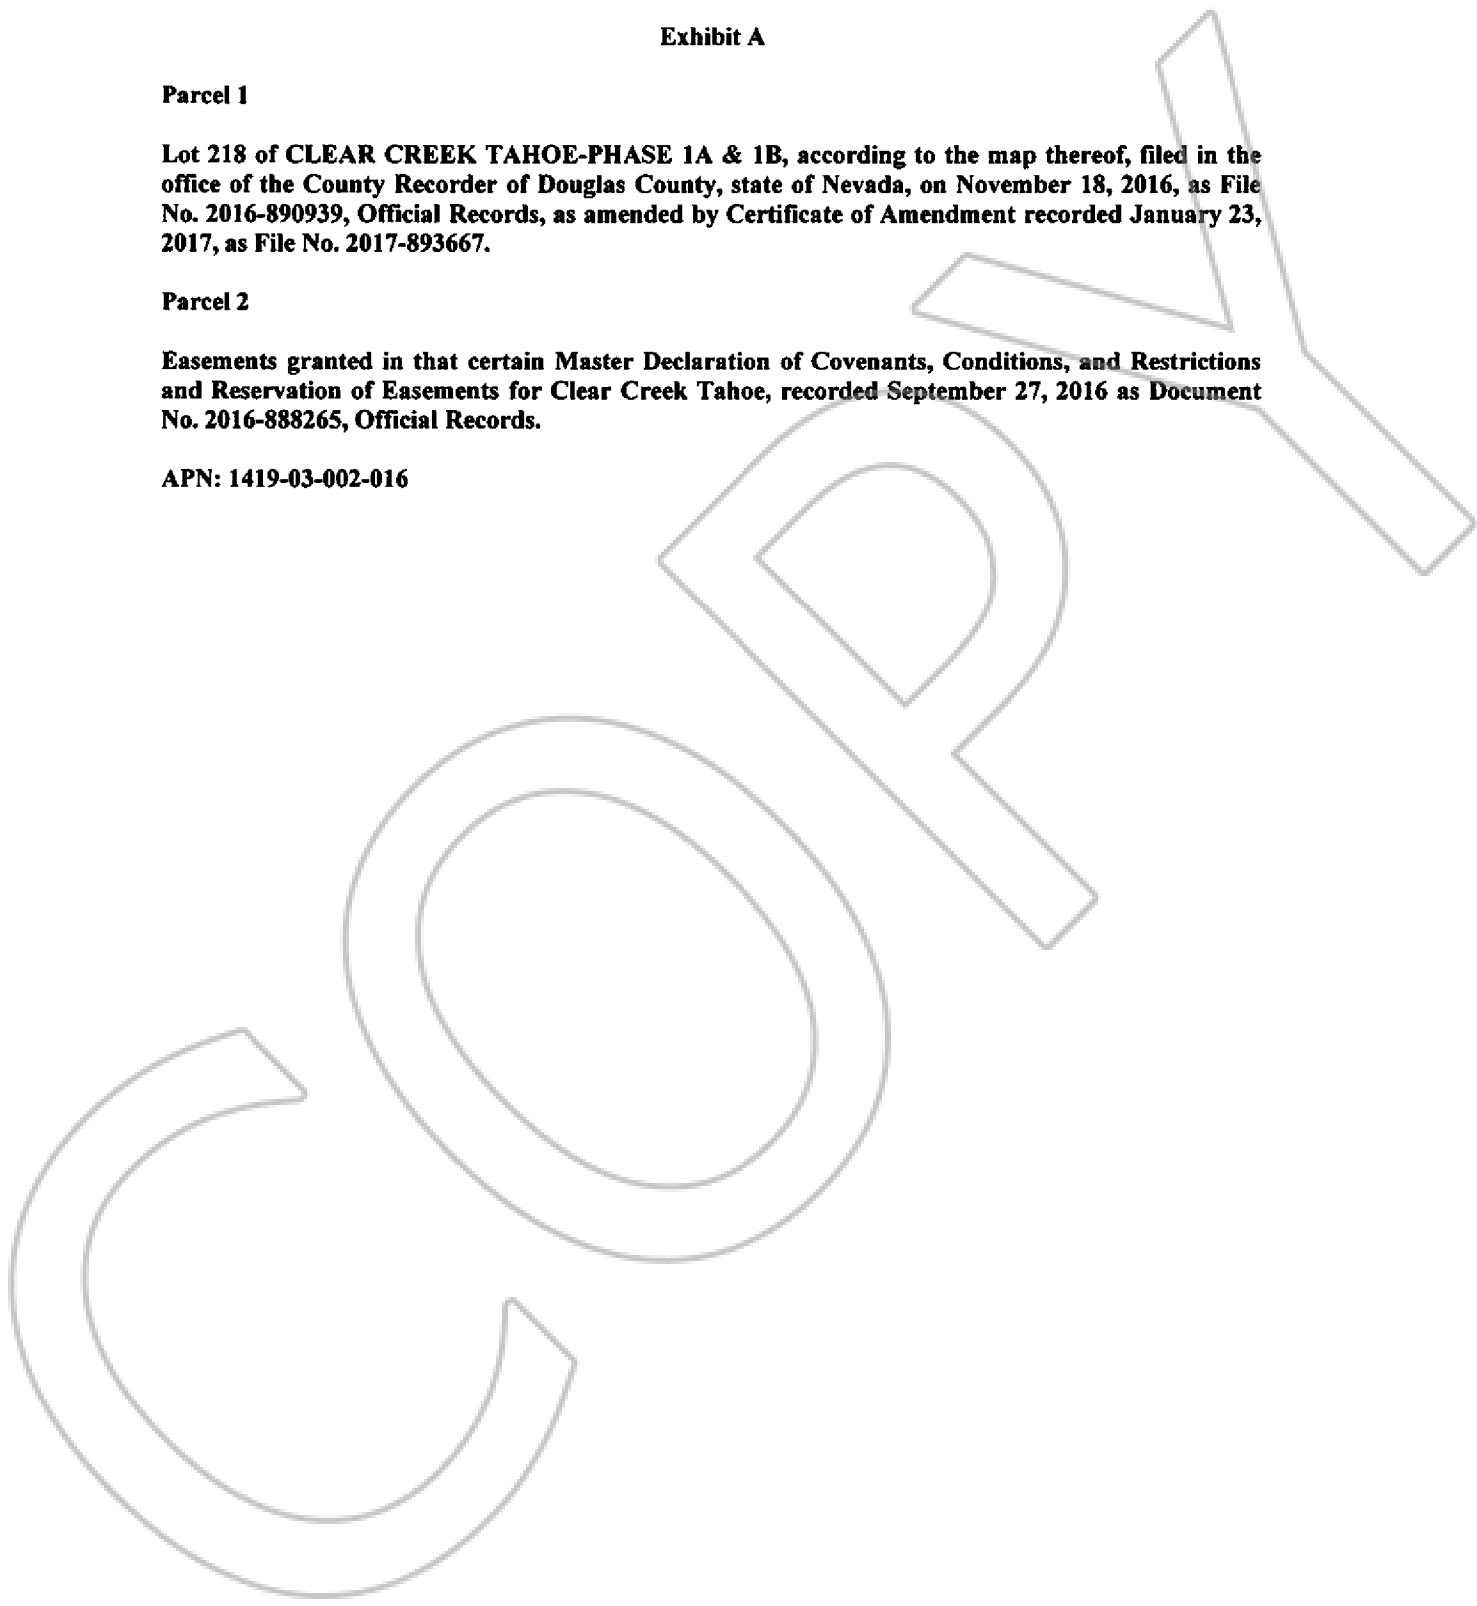 Exhibit A
Parcel 1
Lot 218 of CLEAR CREEK TAHOE-PHASE 1A & 1B, according to the map thereof, filed in the
office of the County Recorder of Douglas County, state of Nevada, on November 18, 2016, as File
No. 2016-890939, Official Records, as amended by Certificate of Amendment recorded January 23,
2017, as File No. 2017-893667.
Parcel 2
Easements granted in that certain Master Declaration of Covenants, Conditions, and Restrictions
and Reservation of Easements for Clear Creek Tahoe, recorded September 27, 2016 as Document
No. 2016-888265, Official Records.
APN: 1419-03-002-016
COPY